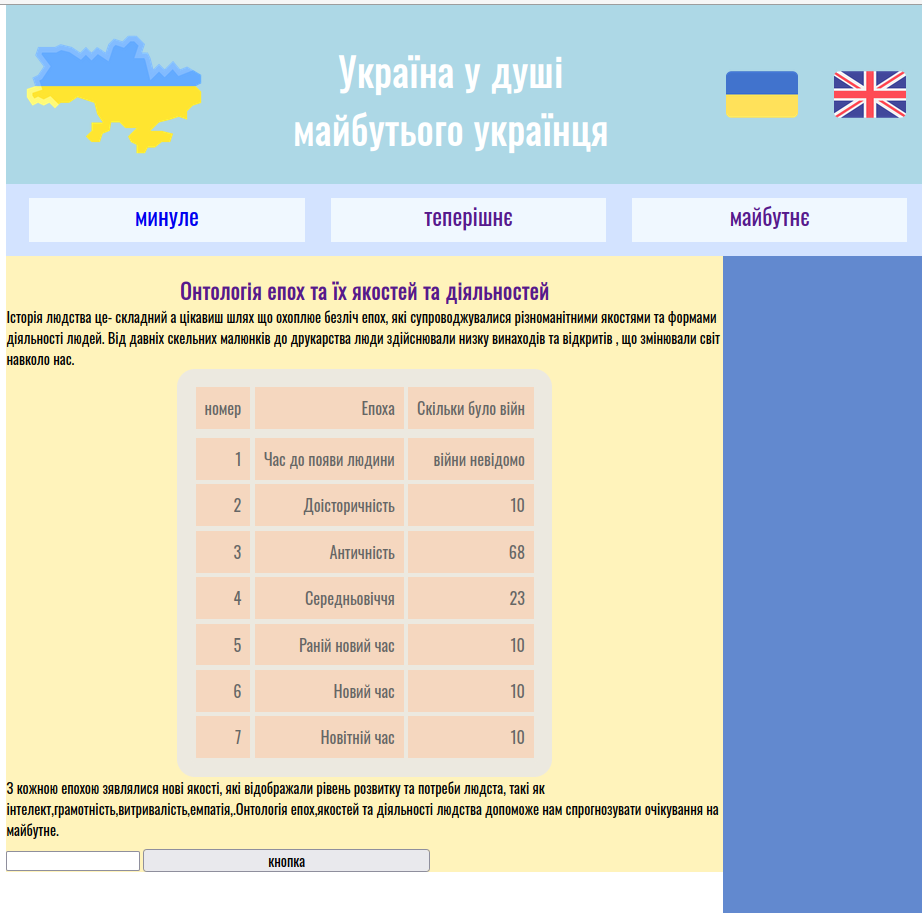 Україна у душі
майбутього українця
минуле
теперішнє
майбутнє
Онтологія епох та їх якостей та діяльностей
Історія людства це- складний а цікавиш шлях що охоплює безліч епох, які супроводжувалися різноманітними якостями та формами
діяльності людей. Від давніх скельних малюнків до друкарства люди здійснювали низку винаходів та відкритів , що змінювали світ
навколо нас.
номер Епоха Скільки було війн
1 Час до появи людини війни невідомо
2 Доісторичність 10
3 Античність 68
4 Середньовіччя 23
5 Раній новий час 10
6 Новий час 10
7 Новітній час 10
З кожною епохою зявлялися нові якості, які відображали рівень розвитку та потреби людста, такі як
інтелект,грамотність,витривалість,емпатія,.Онтологія епох,якостей та діяльності людства допоможе нам спрогнозувати очікування на
майбутнє.
кнопка